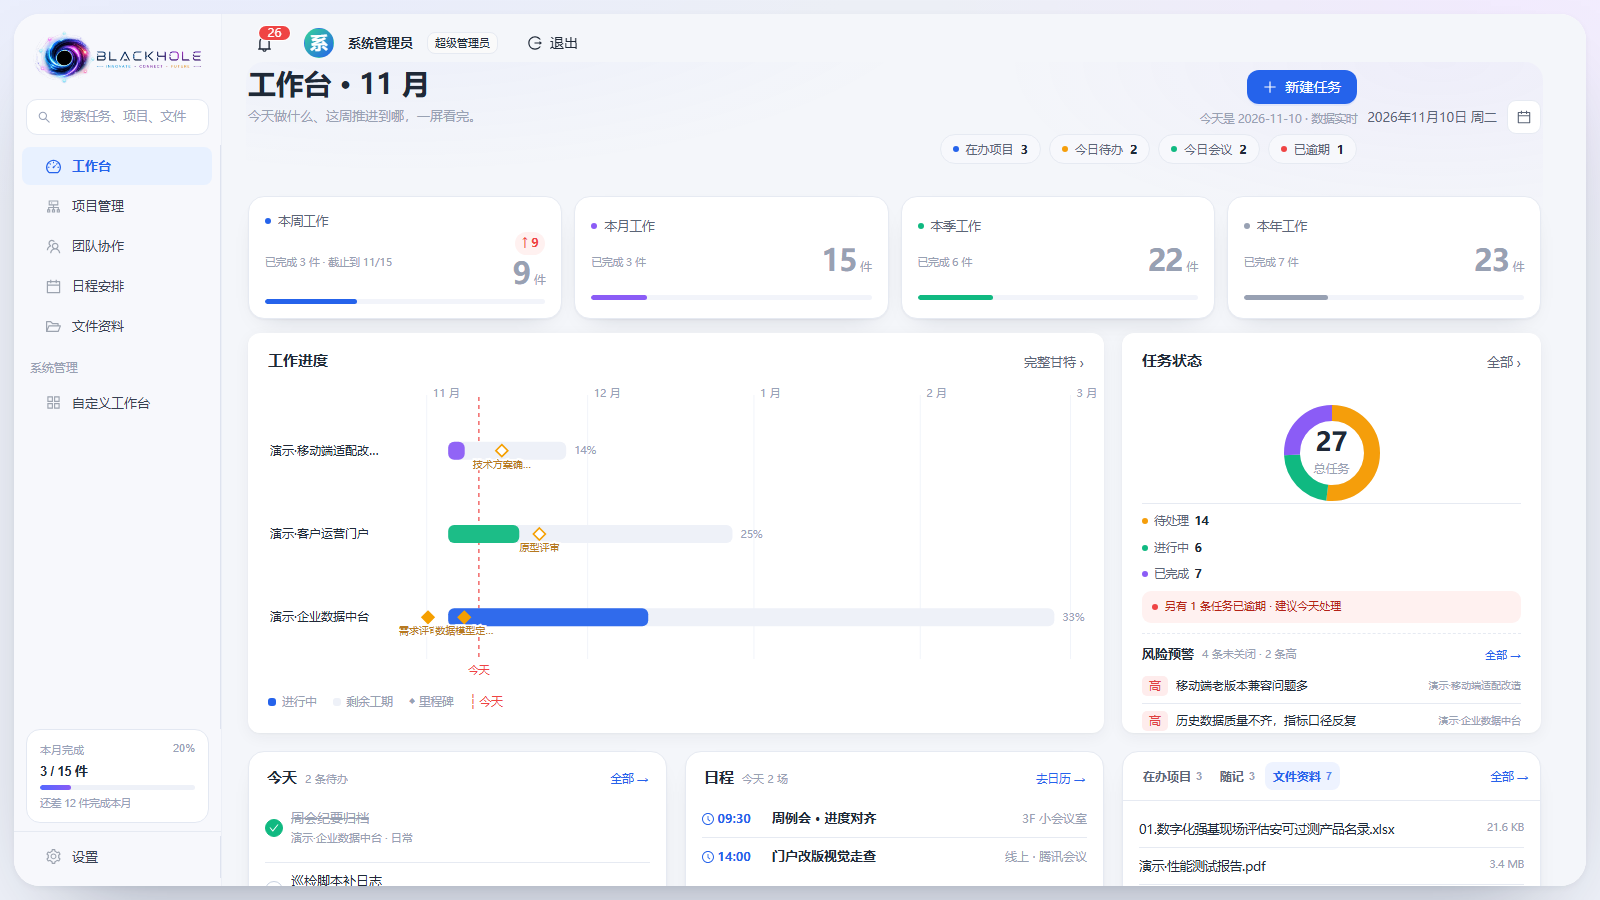 BLACKHOLE
INNOVATE • CONNECT • FUTURE
搜索任务、项目、文件
工作台
项目管理
团队协作
日程安排
文件资料
系统管理
自定义工作台
本月完成 20%
3 / 15 件
还差 12 件完成本月
设置
26
系 系统管理员 超级管理员 退出
工作台 • 11 月
今天做什么、这周推进到哪，一屏看完。
新建任务
今天是 2026-11-10 · 数据实时 2026年11月10日 周二
在办项目 3 今日待办 2 今日会议 2 已逾期 1
本周工作
↑9
已完成 3 件 · 截止到 11/15
9 件
本月工作
已完成 3 件
15 件
本季工作
已完成 6 件
22 件
本年工作
已完成 7 件
23 件
工作进度 完整甘特 ›
11 月 12 月 1 月 2 月 3 月
演示·移动端适配改... 14%
技术方案确...
演示·客户运营门户 25%
原型评审
演示·企业数据中台 33%
需求评 数据模型定...
今天
进行中 剩余工期 里程碑 今天
任务状态 全部 ›
27
总任务
待处理 14
进行中 6
已完成 7
另有 1 条任务已逾期 · 建议今天处理
风险预警 4 条未关闭 · 2 条高 全部 →
高 移动端老版本兼容问题多 演示·移动端适配改造
高 历史数据质量不齐，指标口径反复 演示·企业数据中台
今天 2 条待办 全部 →
周会纪要归档
演示·企业数据中台 · 日常
巡检脚本补日志
日程 今天 2 场 去日历 →
09:30 周例会 • 进度对齐 3F 小会议室
14:00 门户改版视觉走查 线上 · 腾讯会议
在办项目 3 随记 3 文件资料 7 全部 →
01.数字化强基现场评估安可过测产品名录.xlsx 21.6 KB
演示·性能测试报告.pdf 3.4 MB